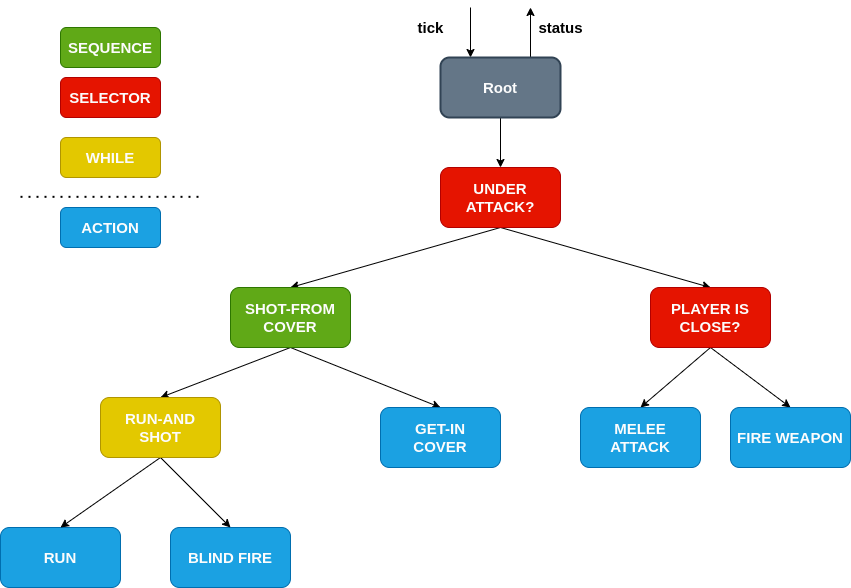 tick
status
SEQUENCE
SELECTOR
WHILE
ACTION
Root
UNDER
ATTACK?
SHOT-FROM
COVER
PLAYER IS
CLOSE?
RUN-AND
SHOT
GET-IN
COVER
MELEE
ATTACK
FIRE WEAPON
RUN
BLIND FIRE